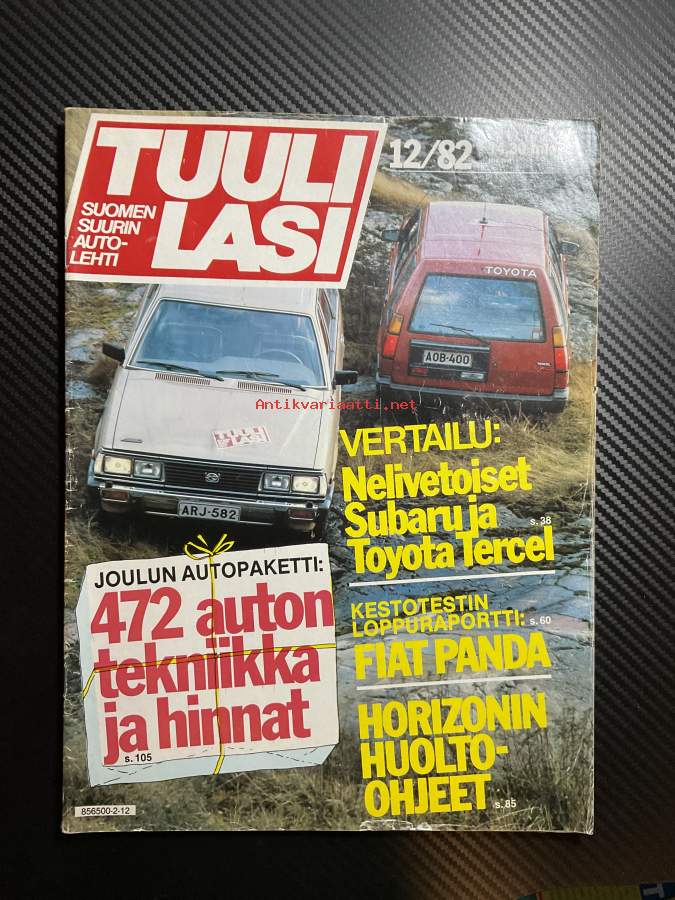 TUULI
LASI
SUOMEN
SUURIN
AUTO-
LEHTI
12/82
TOYOTA
AOB-400
Antikvariaatti.net
TUULI
LASI
ARJ-582
VERTAILU:
Nelivetoiset
Subaru ja
Toyota Tercel
s. 38
JOULUN AUTOPAKETTI:
472 auton
tekniikka
ja hinnat
s. 105
KESTOTESTIN
LOPPURAPORTTI: s. 60
FIAT PANDA
HORIZONIN
HUOLTO-
OHJEET
s. 85
856500-2-12